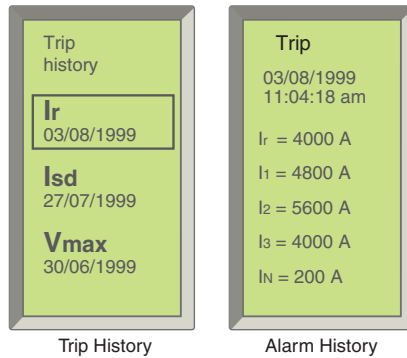 Trip
history
Ir
03/08/1999
Isd
27/07/1999
Vmax
30/06/1999
Trip History
Trip
03/08/1999
11:04:18 am
Ir = 4000 A
I1 = 4800 A
I2 = 5600 A
I3 = 4000 A
IN = 200 A
Alarm History